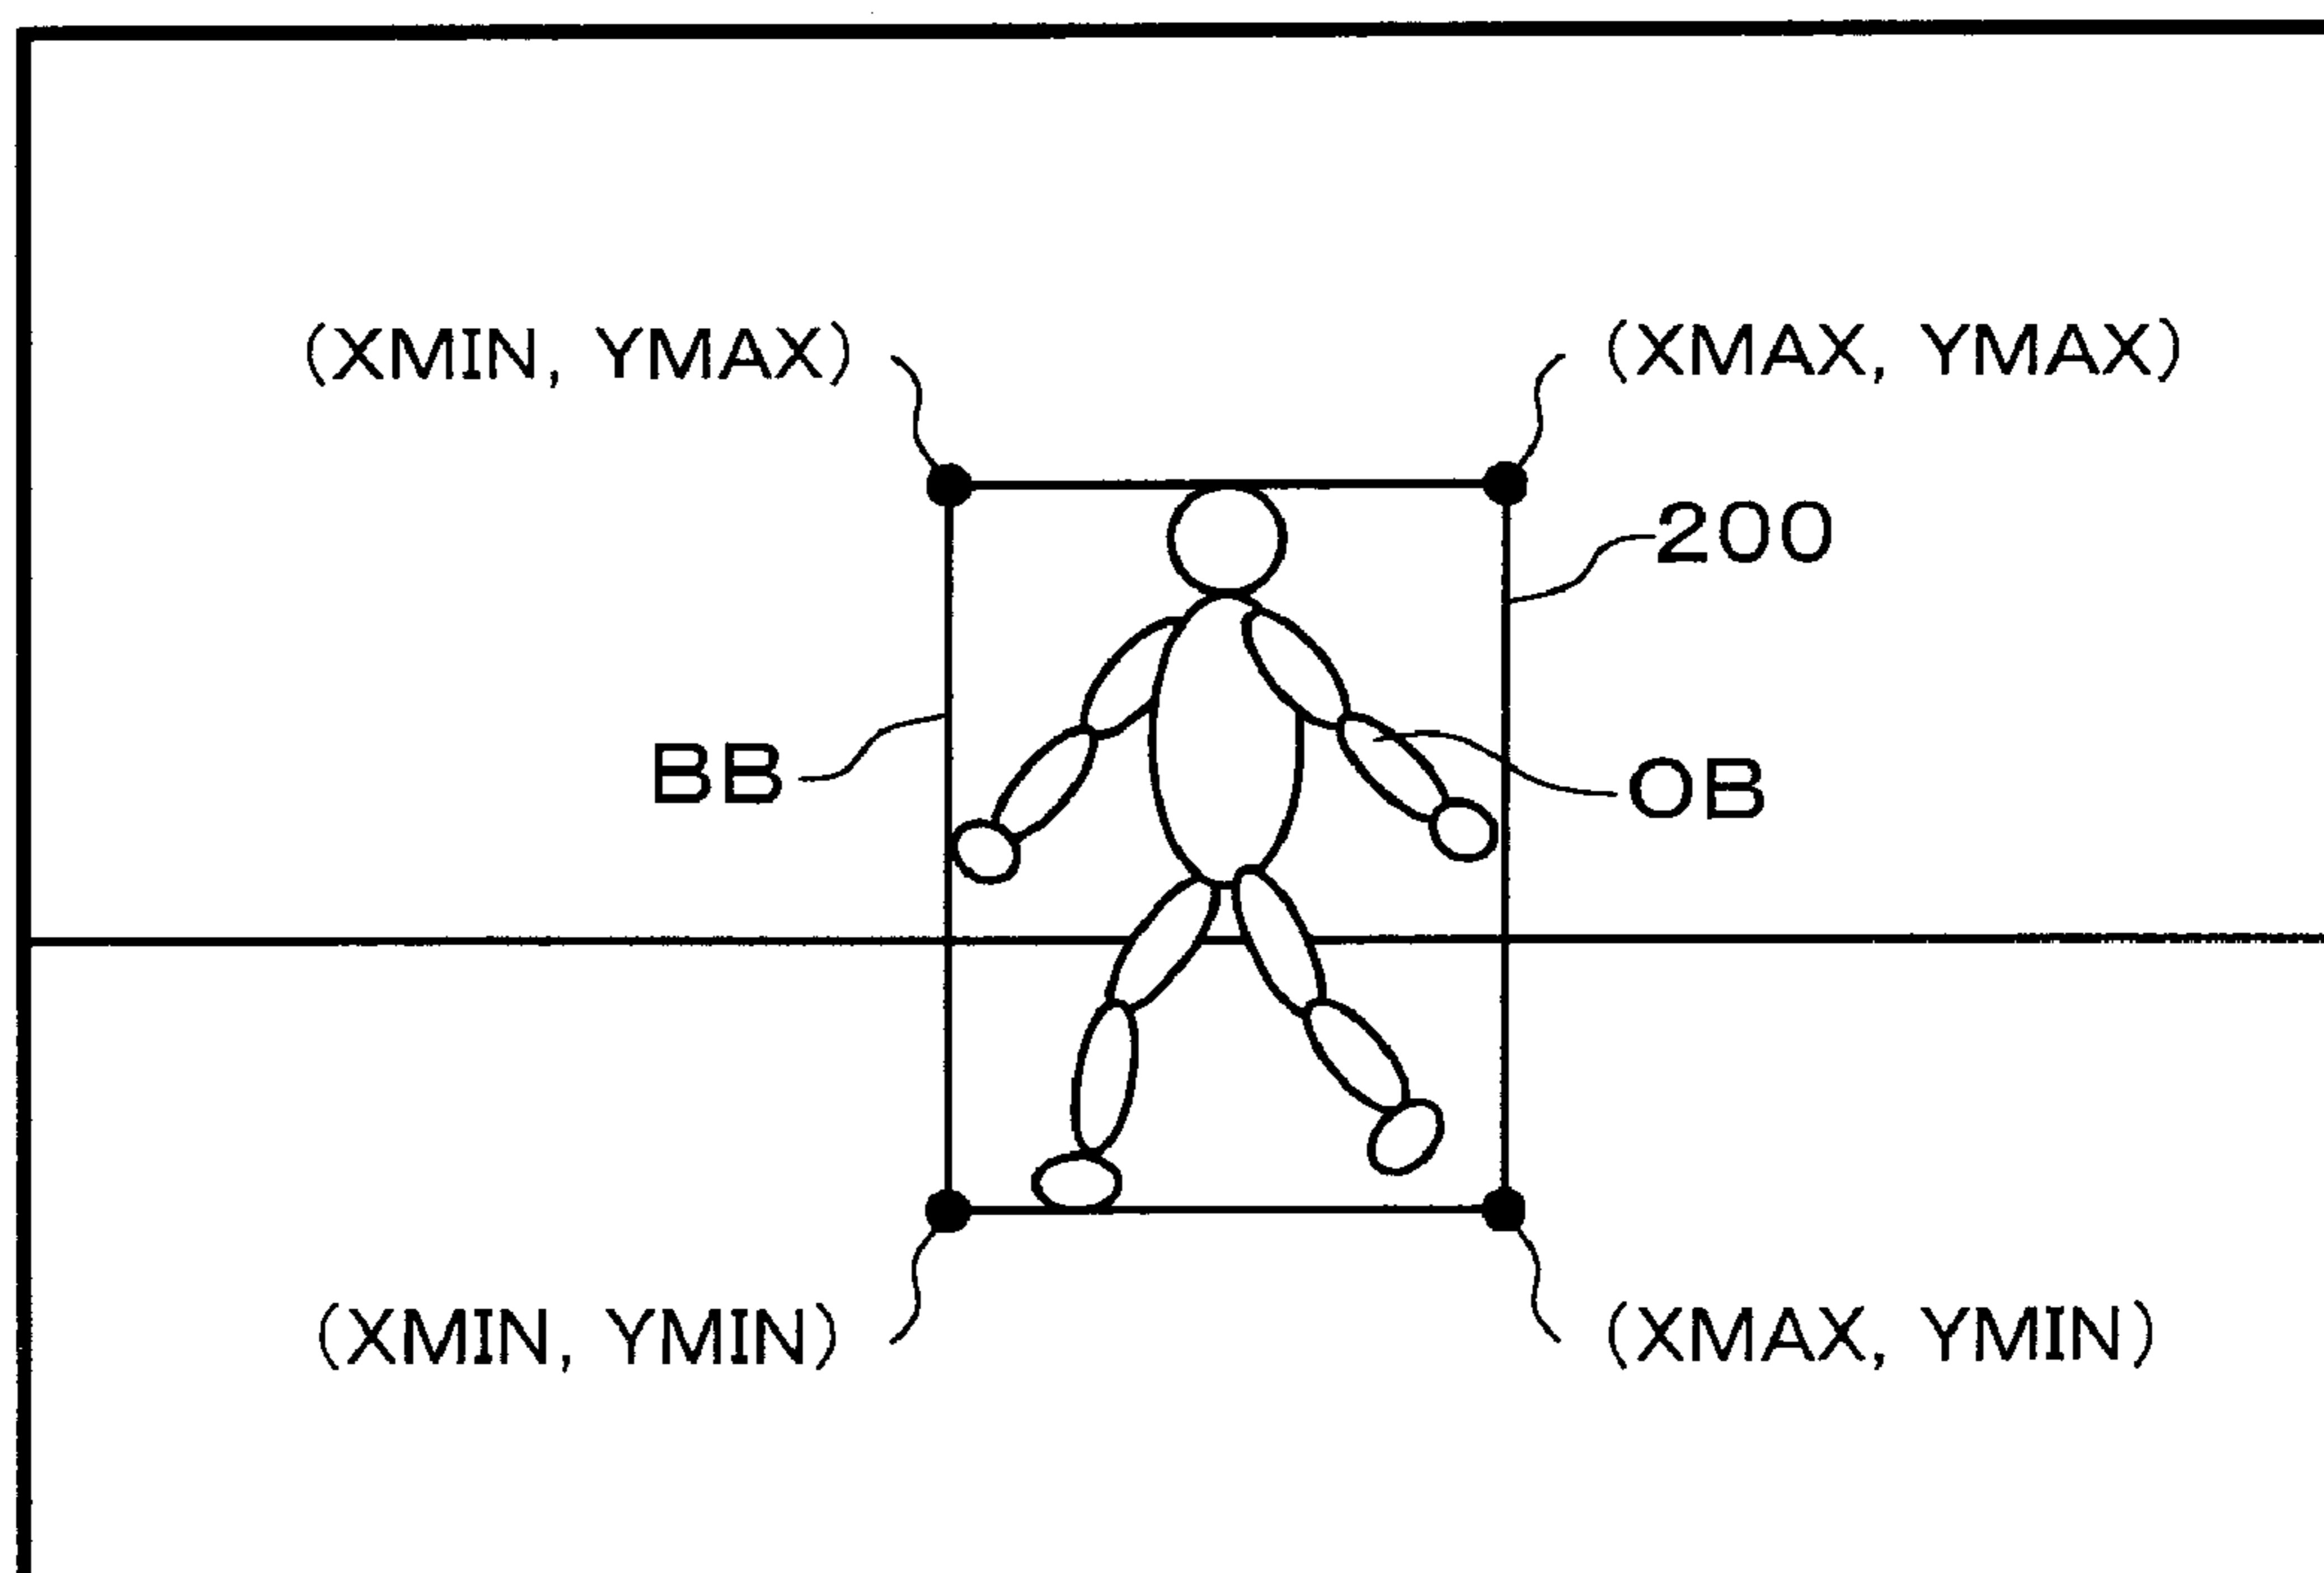 (XMIN, YMAX)
(XMAX, YMAX)
200
BB
OB
(XMIN, YMIN)
(XMAX, YMIN)